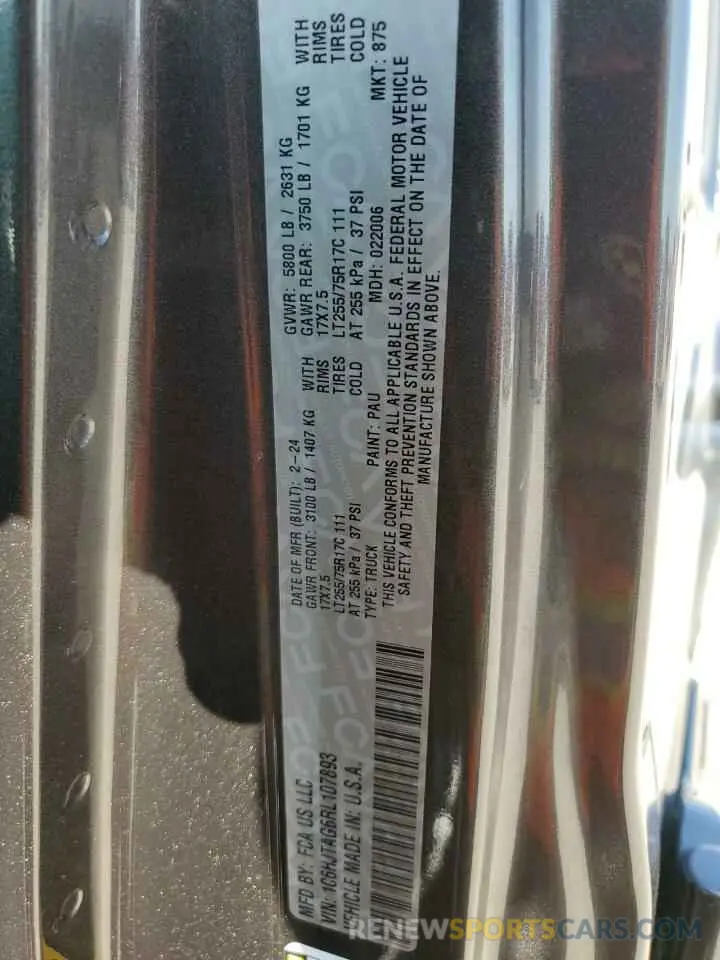 MFD BY: FCA US LLC
DATE OF MFR (BUILT): 2-24
GVWR: 5800 LB / 2631 KG
GAWR FRONT: 3100 LB / 1407 KG WITH
GAWR REAR: 3750 LB / 1701 KG WITH
17X7.5 RIMS
17X7.5 RIMS
LT255/75R17C 111 TIRES
LT255/75R17C 111 TIRES
AT 255 kPa / 37 PSI COLD
AT 255 kPa / 37 PSI COLD
TYPE: TRUCK PAINT: PAU MDH: 022006 MKT: 875
THIS VEHICLE CONFORMS TO ALL APPLICABLE U.S.A. FEDERAL MOTOR VEHICLE
SAFETY AND THEFT PREVENTION STANDARDS IN EFFECT ON THE DATE OF
MANUFACTURE SHOWN ABOVE.
VIN: 1C6HJTAG6RL107893
VEHICLE MADE IN: U.S.A.
RENEWSPORTSCARS.COM